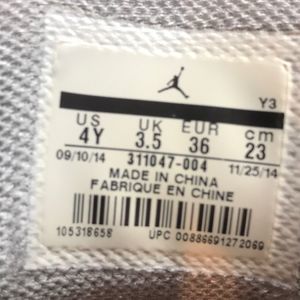 Y3
US UK EUR cm
4Y 3.5 36 23
09/10/14 311047-004 11/25/14
MADE IN CHINA
FABRIQUE EN CHINE
105318658 UPC 00886691272069